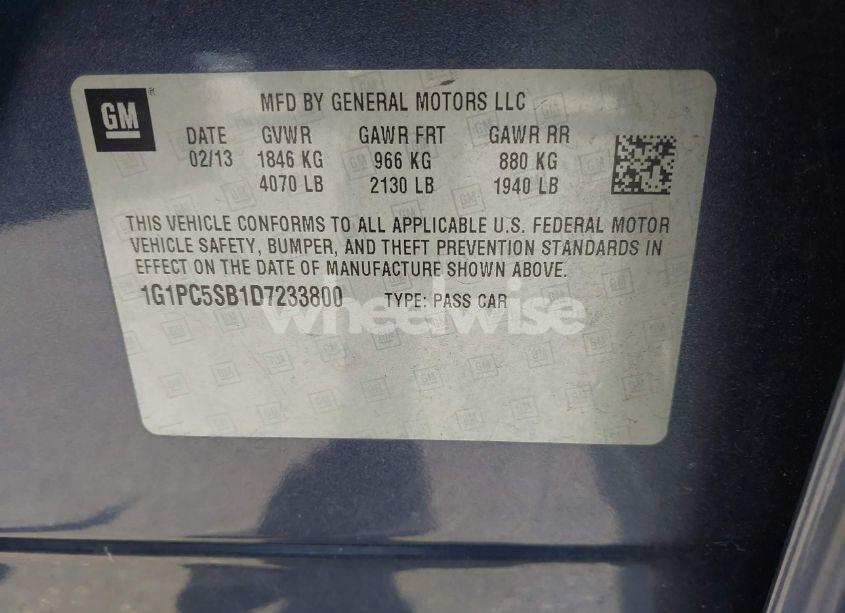 GM
MFD BY GENERAL MOTORS LLC
DATE GVWR GAWR FRT GAWR RR
02/13 1846 KG 966 KG 880 KG
4070 LB 2130 LB 1940 LB
THIS VEHICLE CONFORMS TO ALL APPLICABLE U.S. FEDERAL MOTOR
VEHICLE SAFETY, BUMPER, AND THEFT PREVENTION STANDARDS IN
EFFECT ON THE DATE OF MANUFACTURE SHOWN ABOVE.
1G1PC5SB1D7233800 TYPE: PASS CAR
wheelwise